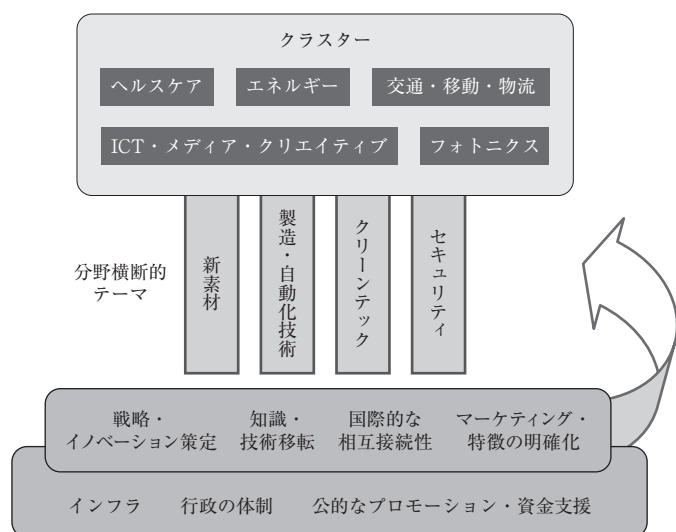 クラスター
ヘルスケア
エネルギー
交通・移動・物流
ICT・メディア・クリエイティブ
フォトニクス
分野横断的
テーマ
新素材
製造・自動化技術
クリーンテック
セキュリティ
戦略・
イノベーション策定
知識・
技術移転
国際的な
相互接続性
マーケティング・
特徴の明確化
インフラ
行政の体制
公的なプロモーション・資金支援